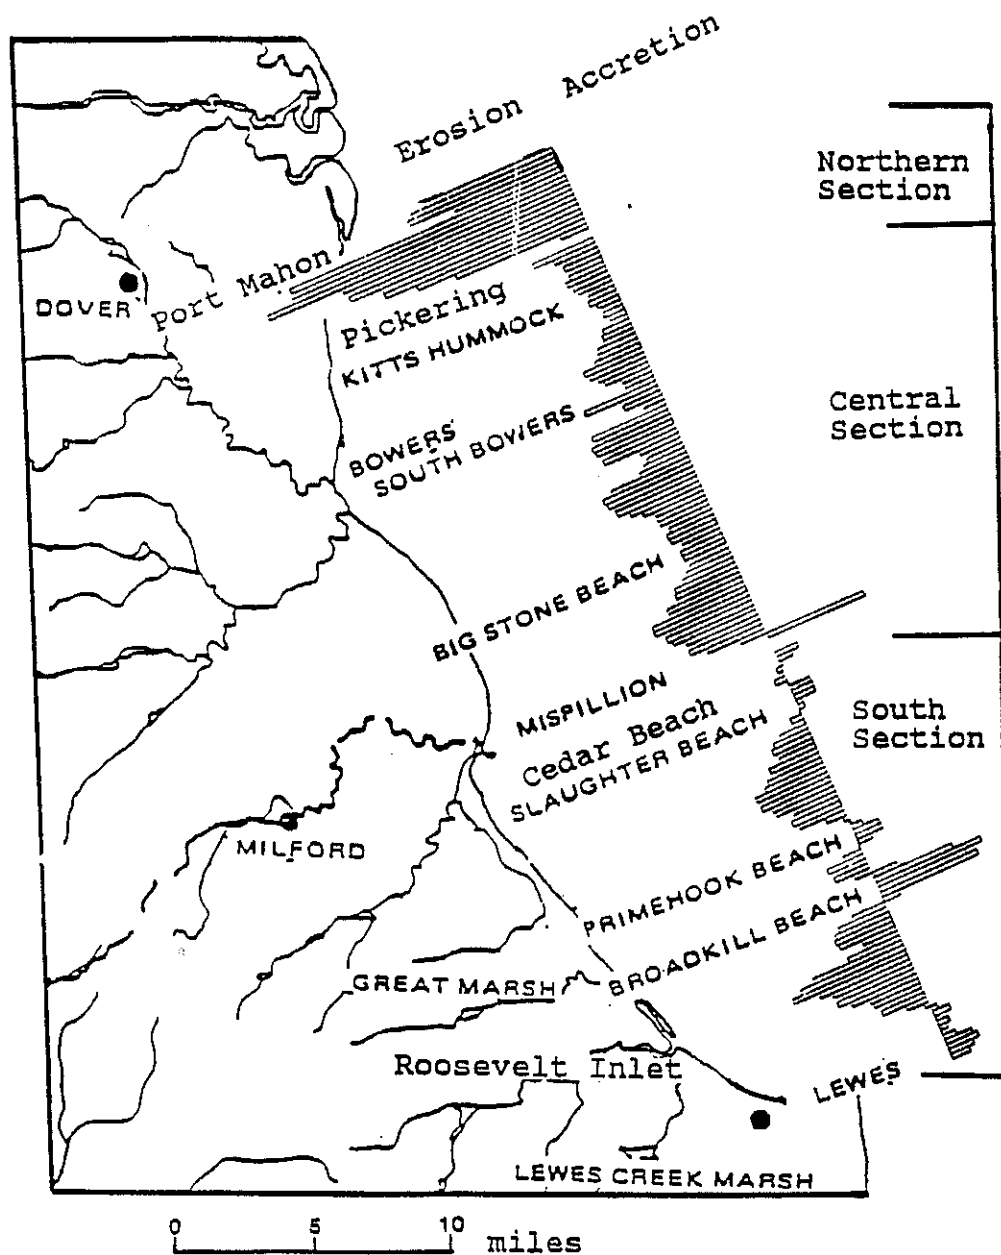 Erosion Accretion
Northern
Section
Port Mahon
DOVER
Pickering
KITTS HUMMOCK
Central
Section
BOWERS
SOUTH BOWERS
BIG STONE BEACH
MISPILLION
Cedar Beach
SLAUGHTER BEACH
South
Section
MILFORD
PRIMEHOOK BEACH
BROADKILL BEACH
GREAT MARSH
Roosevelt Inlet
LEWES
LEWES CREEK MARSH
0 5 10 miles